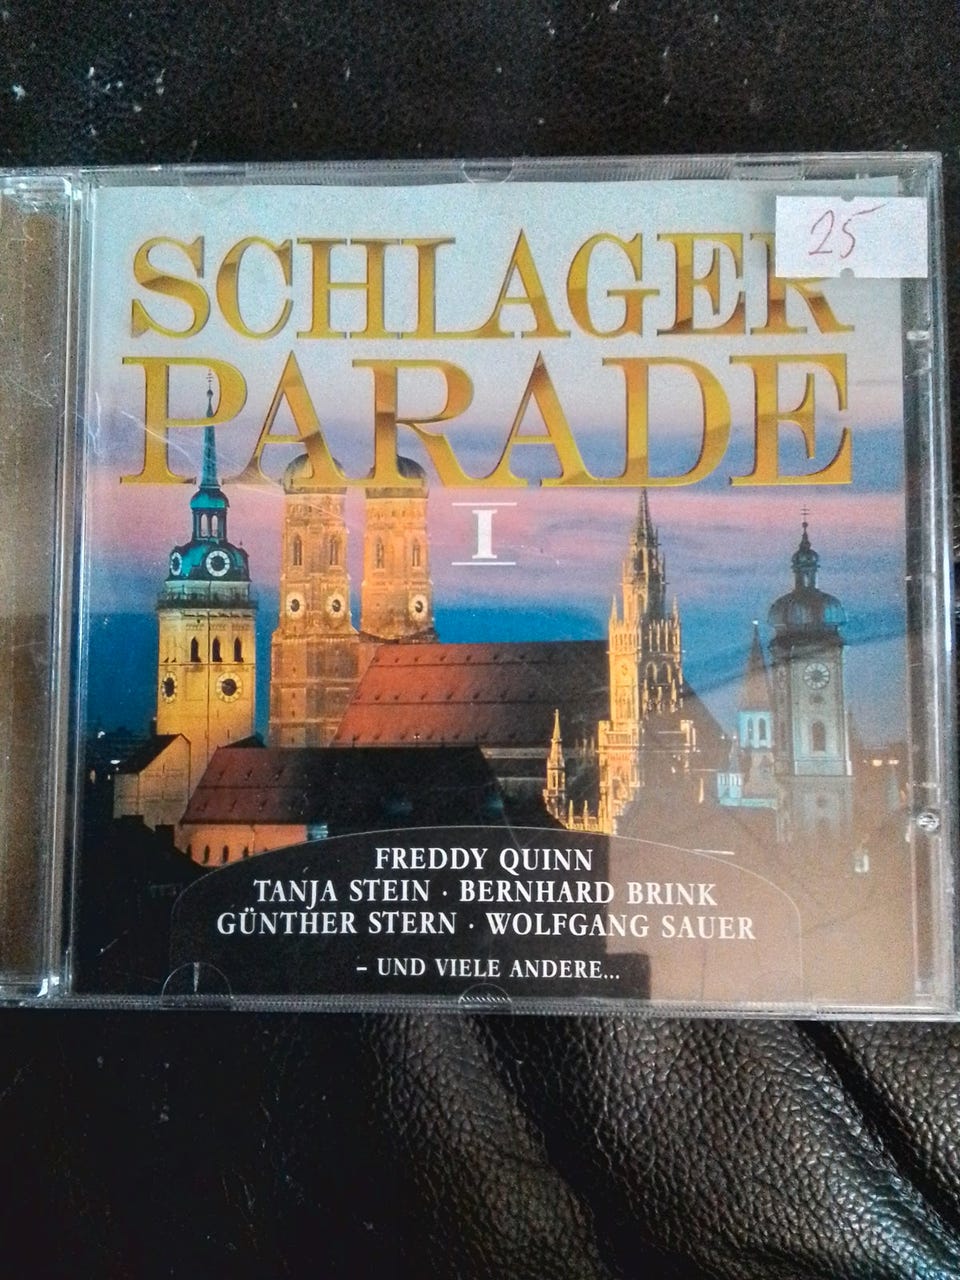 SCHLAGER
25
PARADE
I
FREDDY QUINN
TANJA STEIN · BERNHARD BRINK
GÜNTHER STERN · WOLFGANG SAUER
– UND VIELE ANDERE...